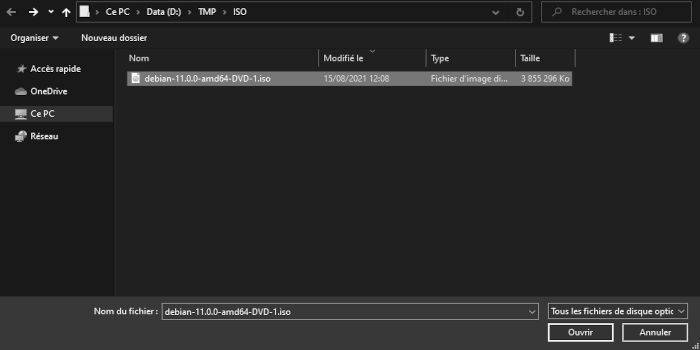 Ce PC > Data (D:) > TMP > ISO
Rechercher dans : ISO
Organiser
Nouveau dossier
Nom
Modifié le
Type
Taille
Accès rapide
OneDrive
Ce PC
Réseau
debian-11.0.0-amd64-DVD-1.iso
15/08/2021 12:08
Fichier d'image di...
3 855 296 Ko
Nom du fichier :
debian-11.0.0-amd64-DVD-1.iso
Tous les fichiers de disque optic
Ouvrir
Annuler